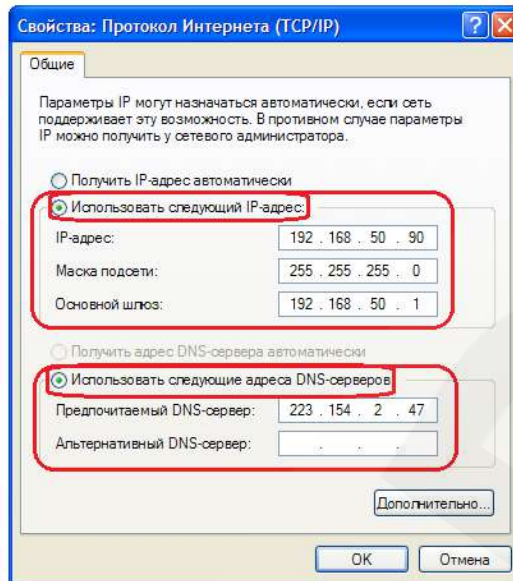 Свойства: Протокол Интернета (TCP/IP)
Общие
Параметры IP могут назначаться автоматически, если сеть
поддерживает эту возможность. В противном случае параметры
IP можно получить у сетевого администратора.
Получить IP-адрес автоматически
Использовать следующий IP-адрес:
IP-адрес: 192 . 168 . 50 . 90
Маска подсети: 255 . 255 . 255 . 0
Основной шлюз: 192 . 168 . 50 . 1
Получить адрес DNS-сервера автоматически
Использовать следующие адреса DNS-серверов
Предпочитаемый DNS-сервер: 223 . 154 . 2 . 47
Альтернативный DNS-сервер: . . .
Дополнительно...
OK Отмена